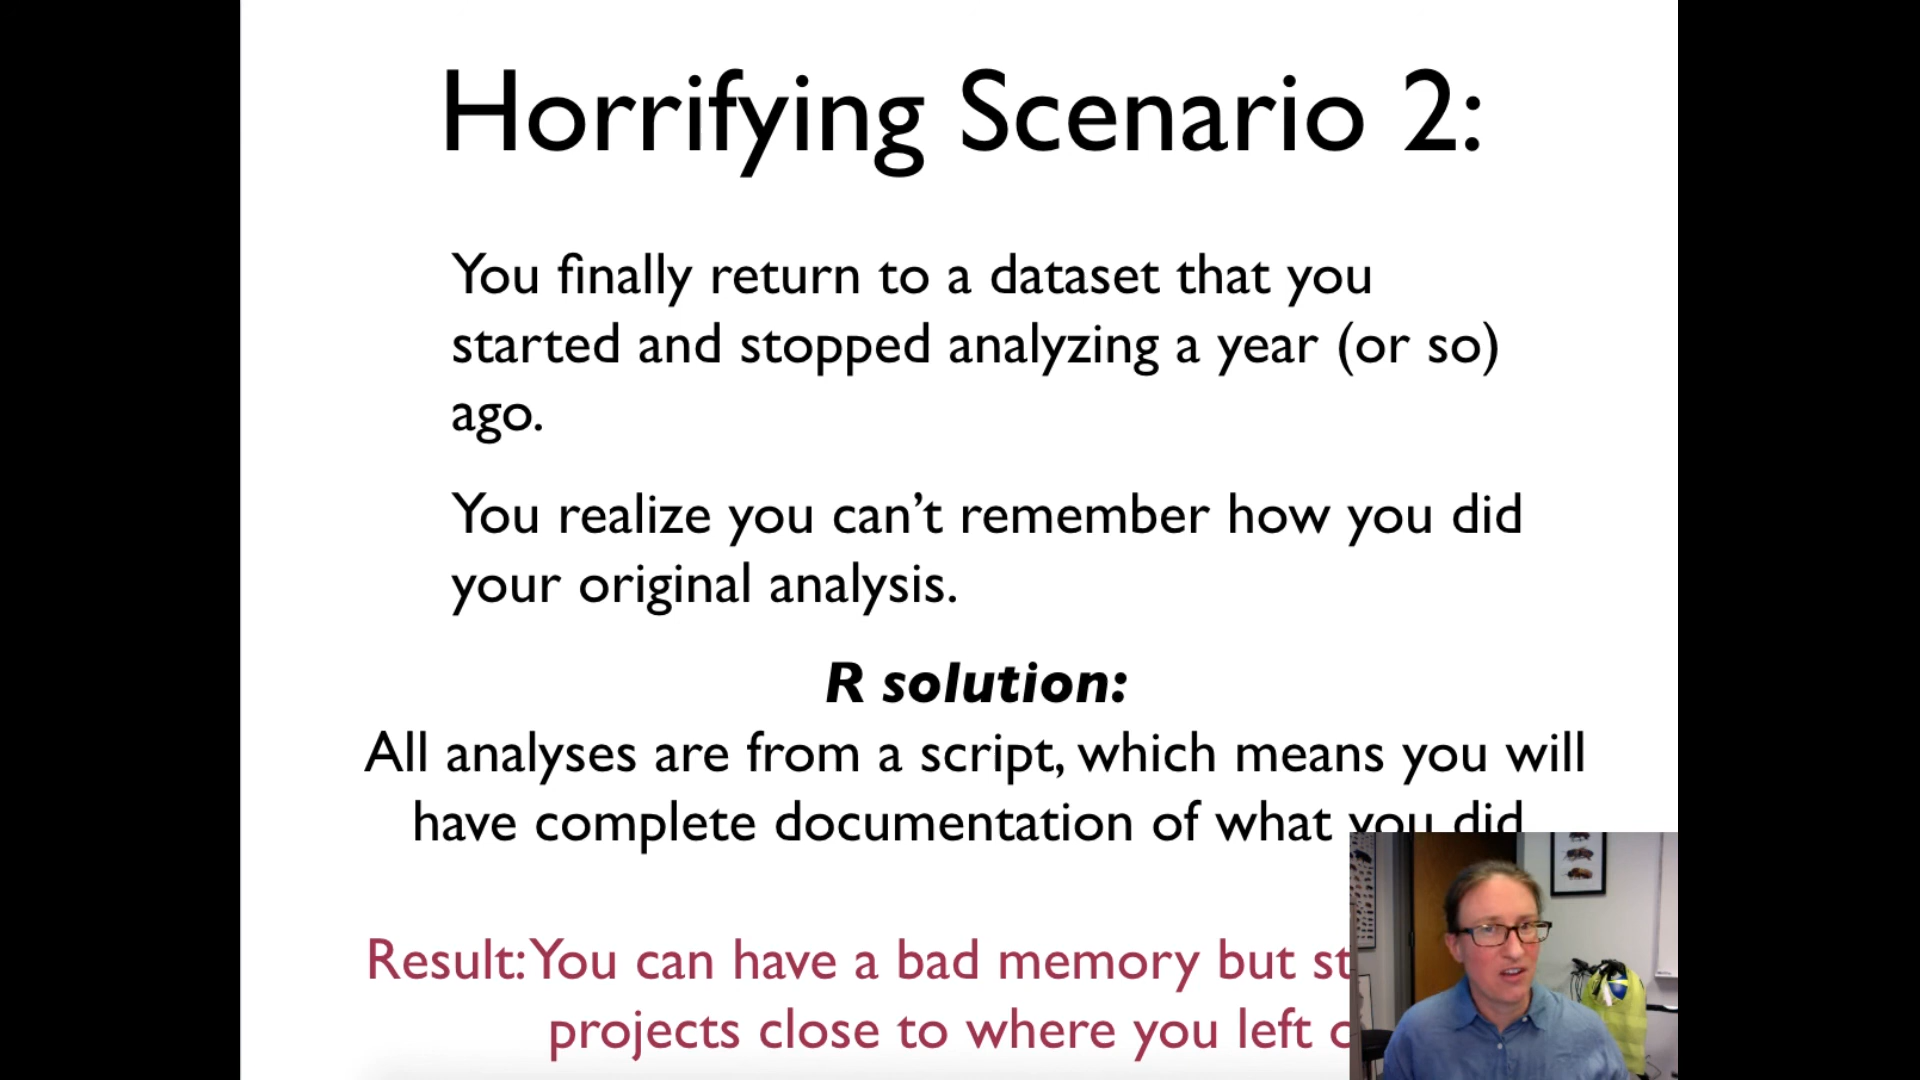 Horrifying Scenario 2:
You finally return to a dataset that you
started and stopped analyzing a year (or so)
ago.
You realize you can’t remember how you did
your original analysis.
R solution:
All analyses are from a script, which means you will
have complete documentation of what you did
Result: You can have a bad memory but
projects close to where you left